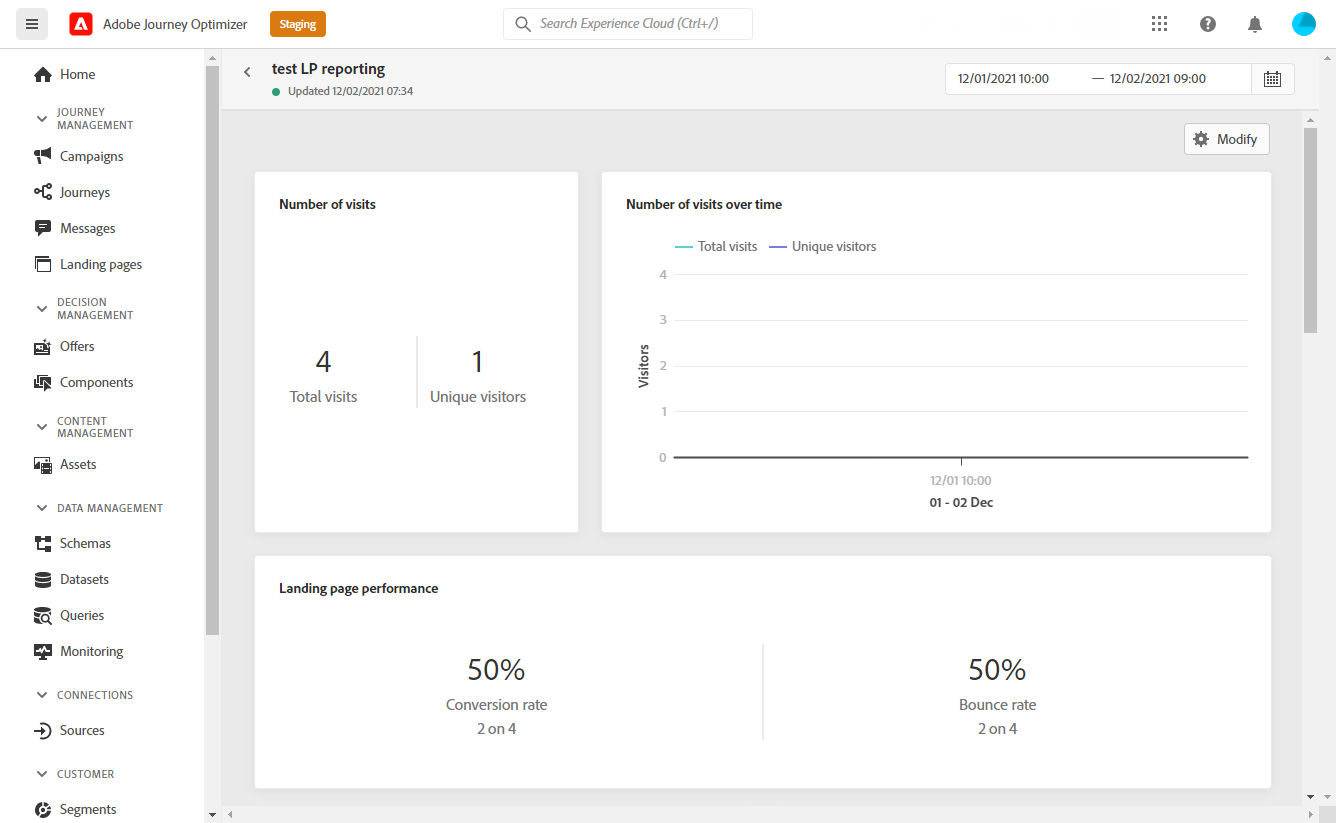 Adobe Journey Optimizer
Staging
Search Experience Cloud (Ctrl+/)
Home
JOURNEY
MANAGEMENT
Campaigns
Journeys
Messages
Landing pages
DECISION
MANAGEMENT
Offers
Components
CONTENT
MANAGEMENT
Assets
DATA MANAGEMENT
Schemas
Datasets
Queries
Monitoring
CONNECTIONS
Sources
CUSTOMER
Segments
test LP reporting
Updated 12/02/2021 07:34
12/01/2021 10:00 — 12/02/2021 09:00
Modify
Number of visits
4 1
Total visits Unique visitors
Number of visits over time
Total visits Unique visitors
Visitors
4
3
2
1
0
12/01 10:00
01 - 02 Dec
Landing page performance
50% 50%
Conversion rate Bounce rate
2 on 4 2 on 4